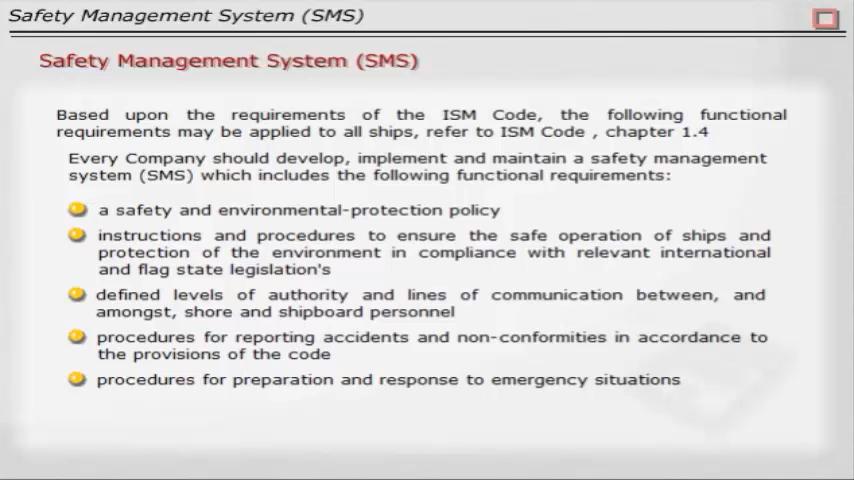 Safety Management System (SMS)
Safety Management System (SMS)
Based upon the requirements of the ISM Code, the following functional
requirements may be applied to all ships, refer to ISM Code , chapter 1.4
Every Company should develop, implement and maintain a safety management
system (SMS) which includes the following functional requirements:
a safety and environmental-protection policy
instructions and procedures to ensure the safe operation of ships and
protection of the environment in compliance with relevant international
and flag state legislation's
defined levels of authority and lines of communication between, and
amongst, shore and shipboard personnel
procedures for reporting accidents and non-conformities in accordance to
the provisions of the code
procedures for preparation and response to emergency situations